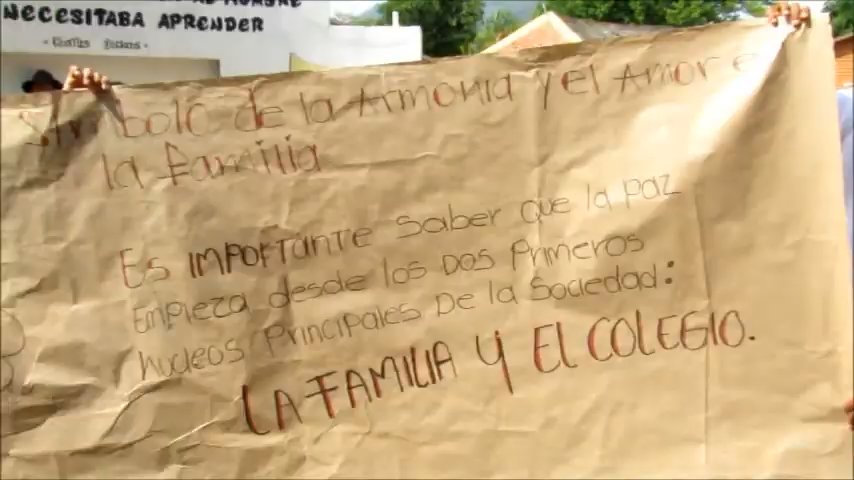 NECESITABA APRENDER
Simbolo de la Armonia y el Amor e
la familia
Es IMPORTANTE Saber que la paz
Empieza desde los Dos Primeros
Nucleos Principales De la Sociedad:
LA FAMILIA Y EL COLEGIO.